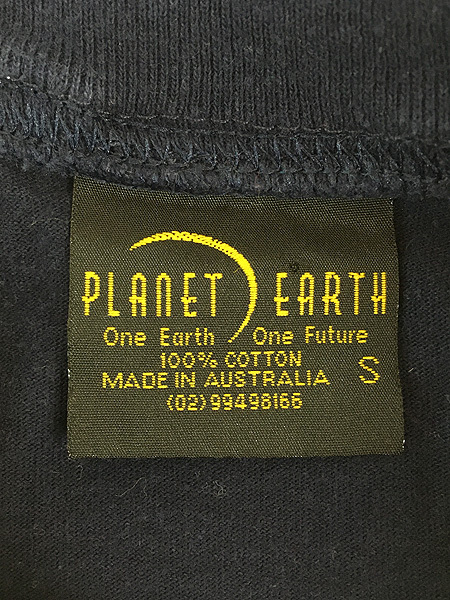 PLANET EARTH
One Earth One Future
100% COTTON
MADE IN AUSTRALIA S
(02)99498166